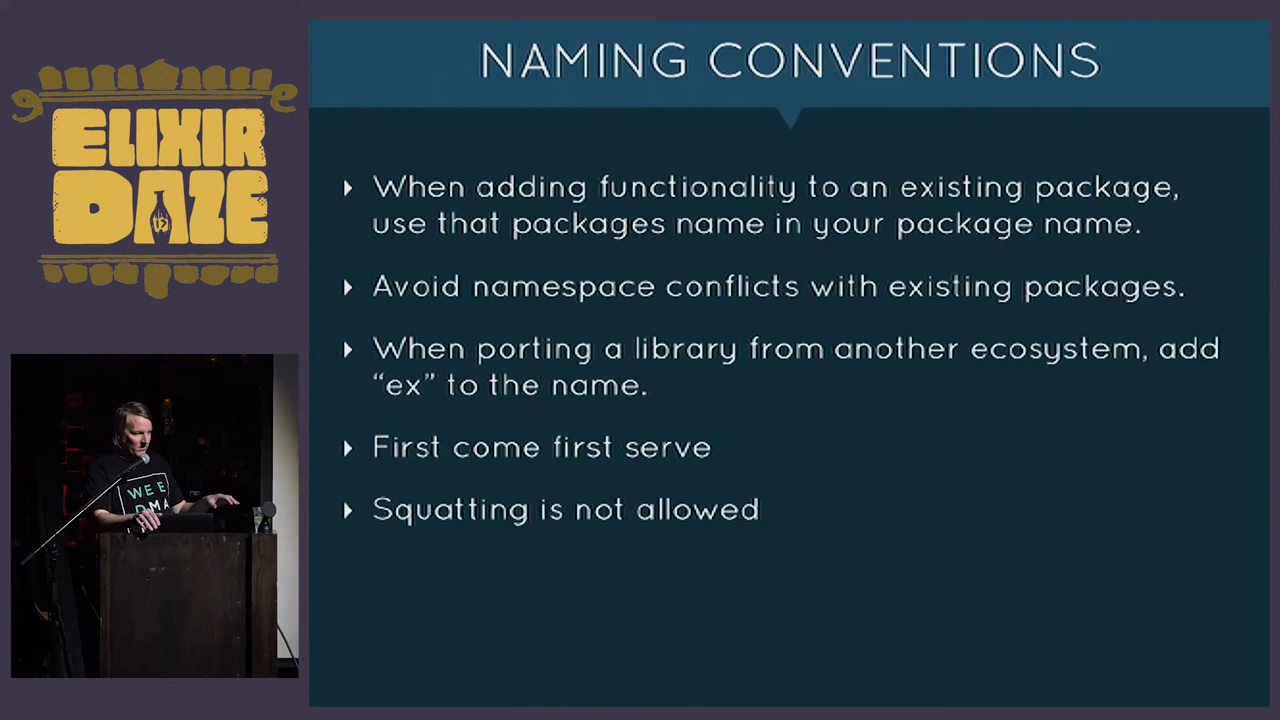 ELIXIR
DAZE
NAMING CONVENTIONS
When adding functionality to an existing package,
use that packages name in your package name.
Avoid namespace conflicts with existing packages.
When porting a library from another ecosystem, add
“ex” to the name.
First come first serve
Squatting is not allowed
WEE
MA